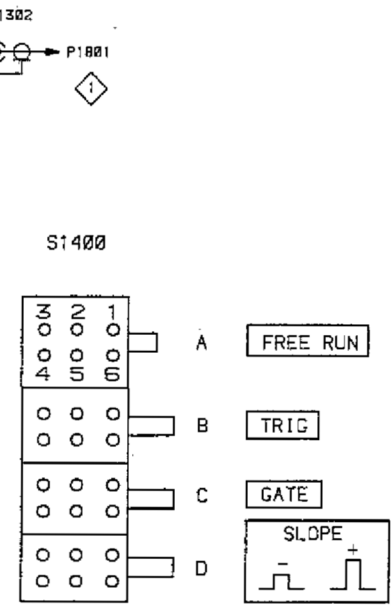 1302
P1801
1
S1400
3 2 1
4 5 6
A FREE RUN
B TRIG
C GATE
D SLOPE
- +